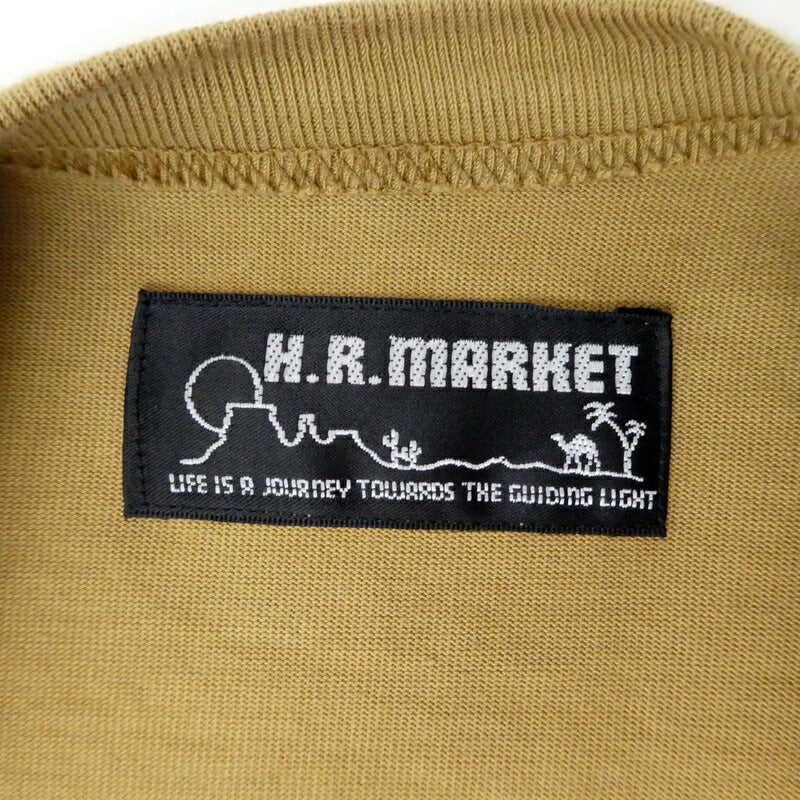 H.R.MARKET
LIFE IS A JOURNEY TOWARDS THE GUIDING LIGHT